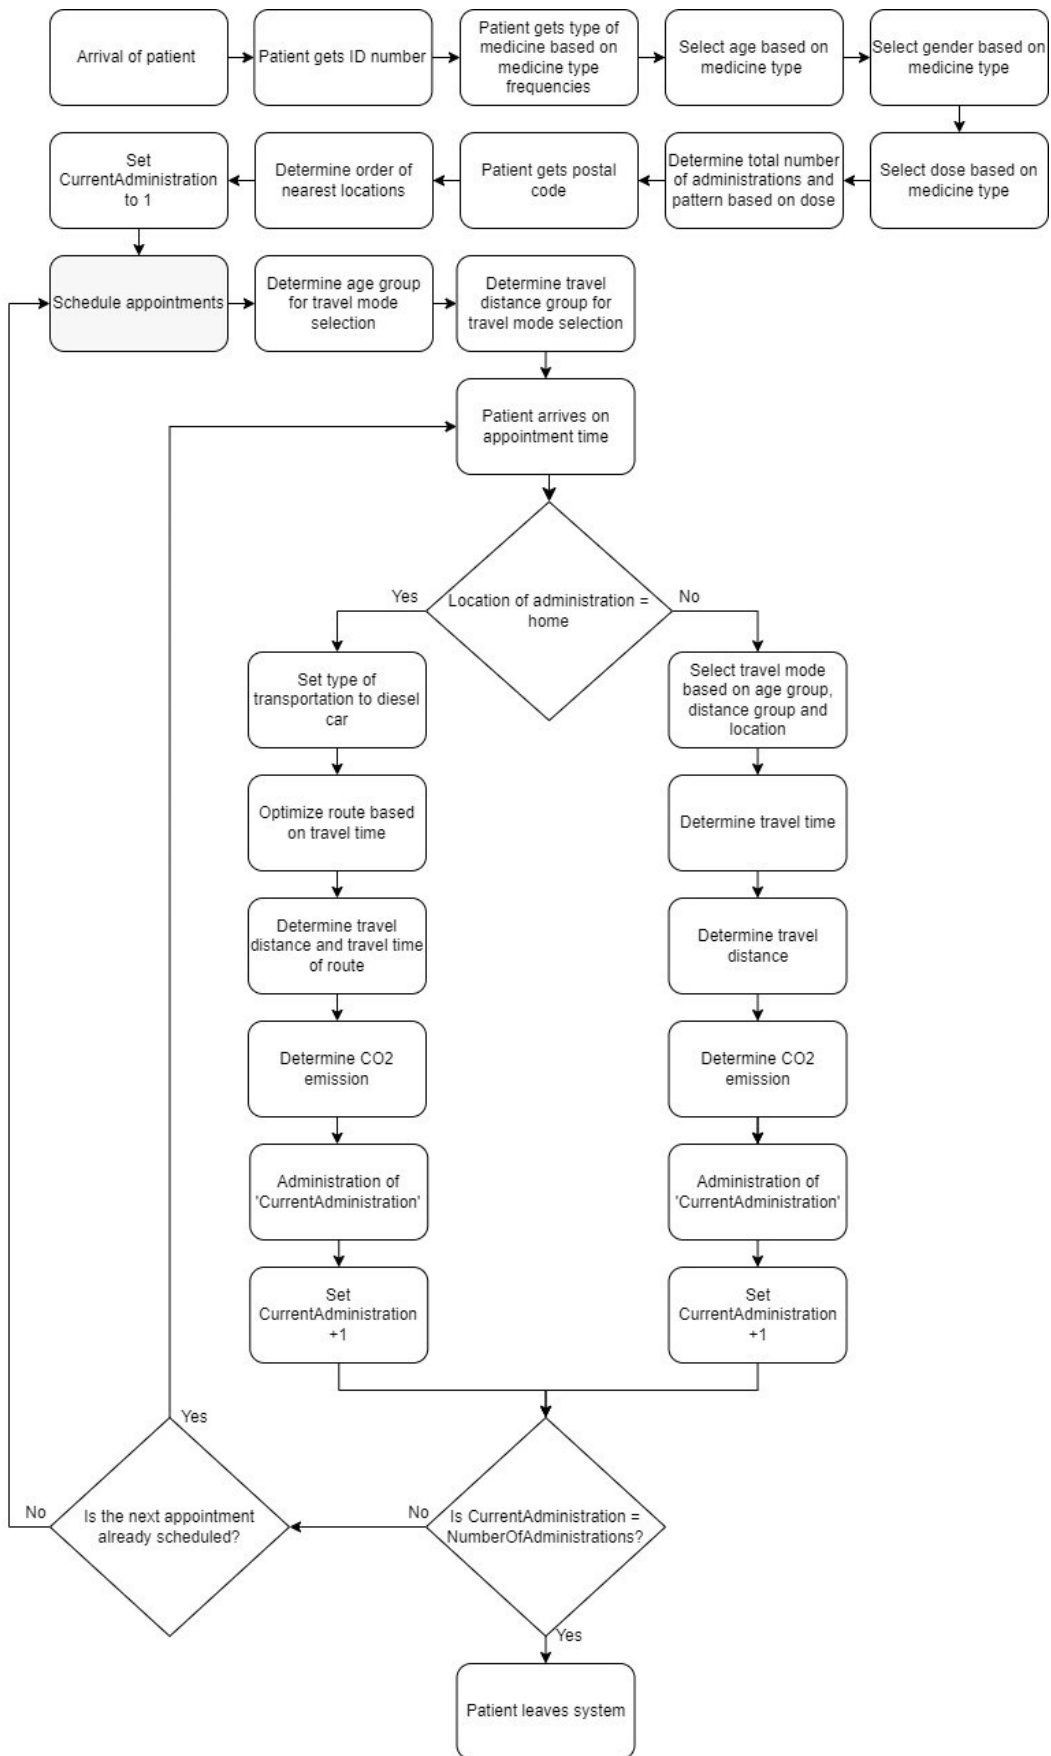 Arrival of patient
Patient gets ID number
Patient gets type of
medicine based on
medicine type
frequencies
Select age based on
medicine type
Select gender based on
medicine type
Set
CurrentAdministration
to 1
Determine order of
nearest locations
Patient gets postal
code
Determine total number
of administrations and
pattern based on dose
Select dose based on
medicine type
Schedule appointments
Determine age group
for travel mode
selection
Determine travel
distance group for
travel mode selection
Patient arrives on
appointment time
Yes
Location of administration =
home
No
Set type of
transportation to diesel
car
Select travel mode
based on age group,
distance group and
location
Optimize route based
on travel time
Determine travel time
Determine travel
distance and travel time
of route
Determine travel
distance
Determine CO2
emission
Determine CO2
emission
Administration of
'CurrentAdministration'
Administration of
'CurrentAdministration'
Set
CurrentAdministration
+1
Set
CurrentAdministration
+1
Yes
No
Is the next appointment
already scheduled?
No
Is CurrentAdministration =
NumberOfAdministrations?
Yes
Patient leaves system